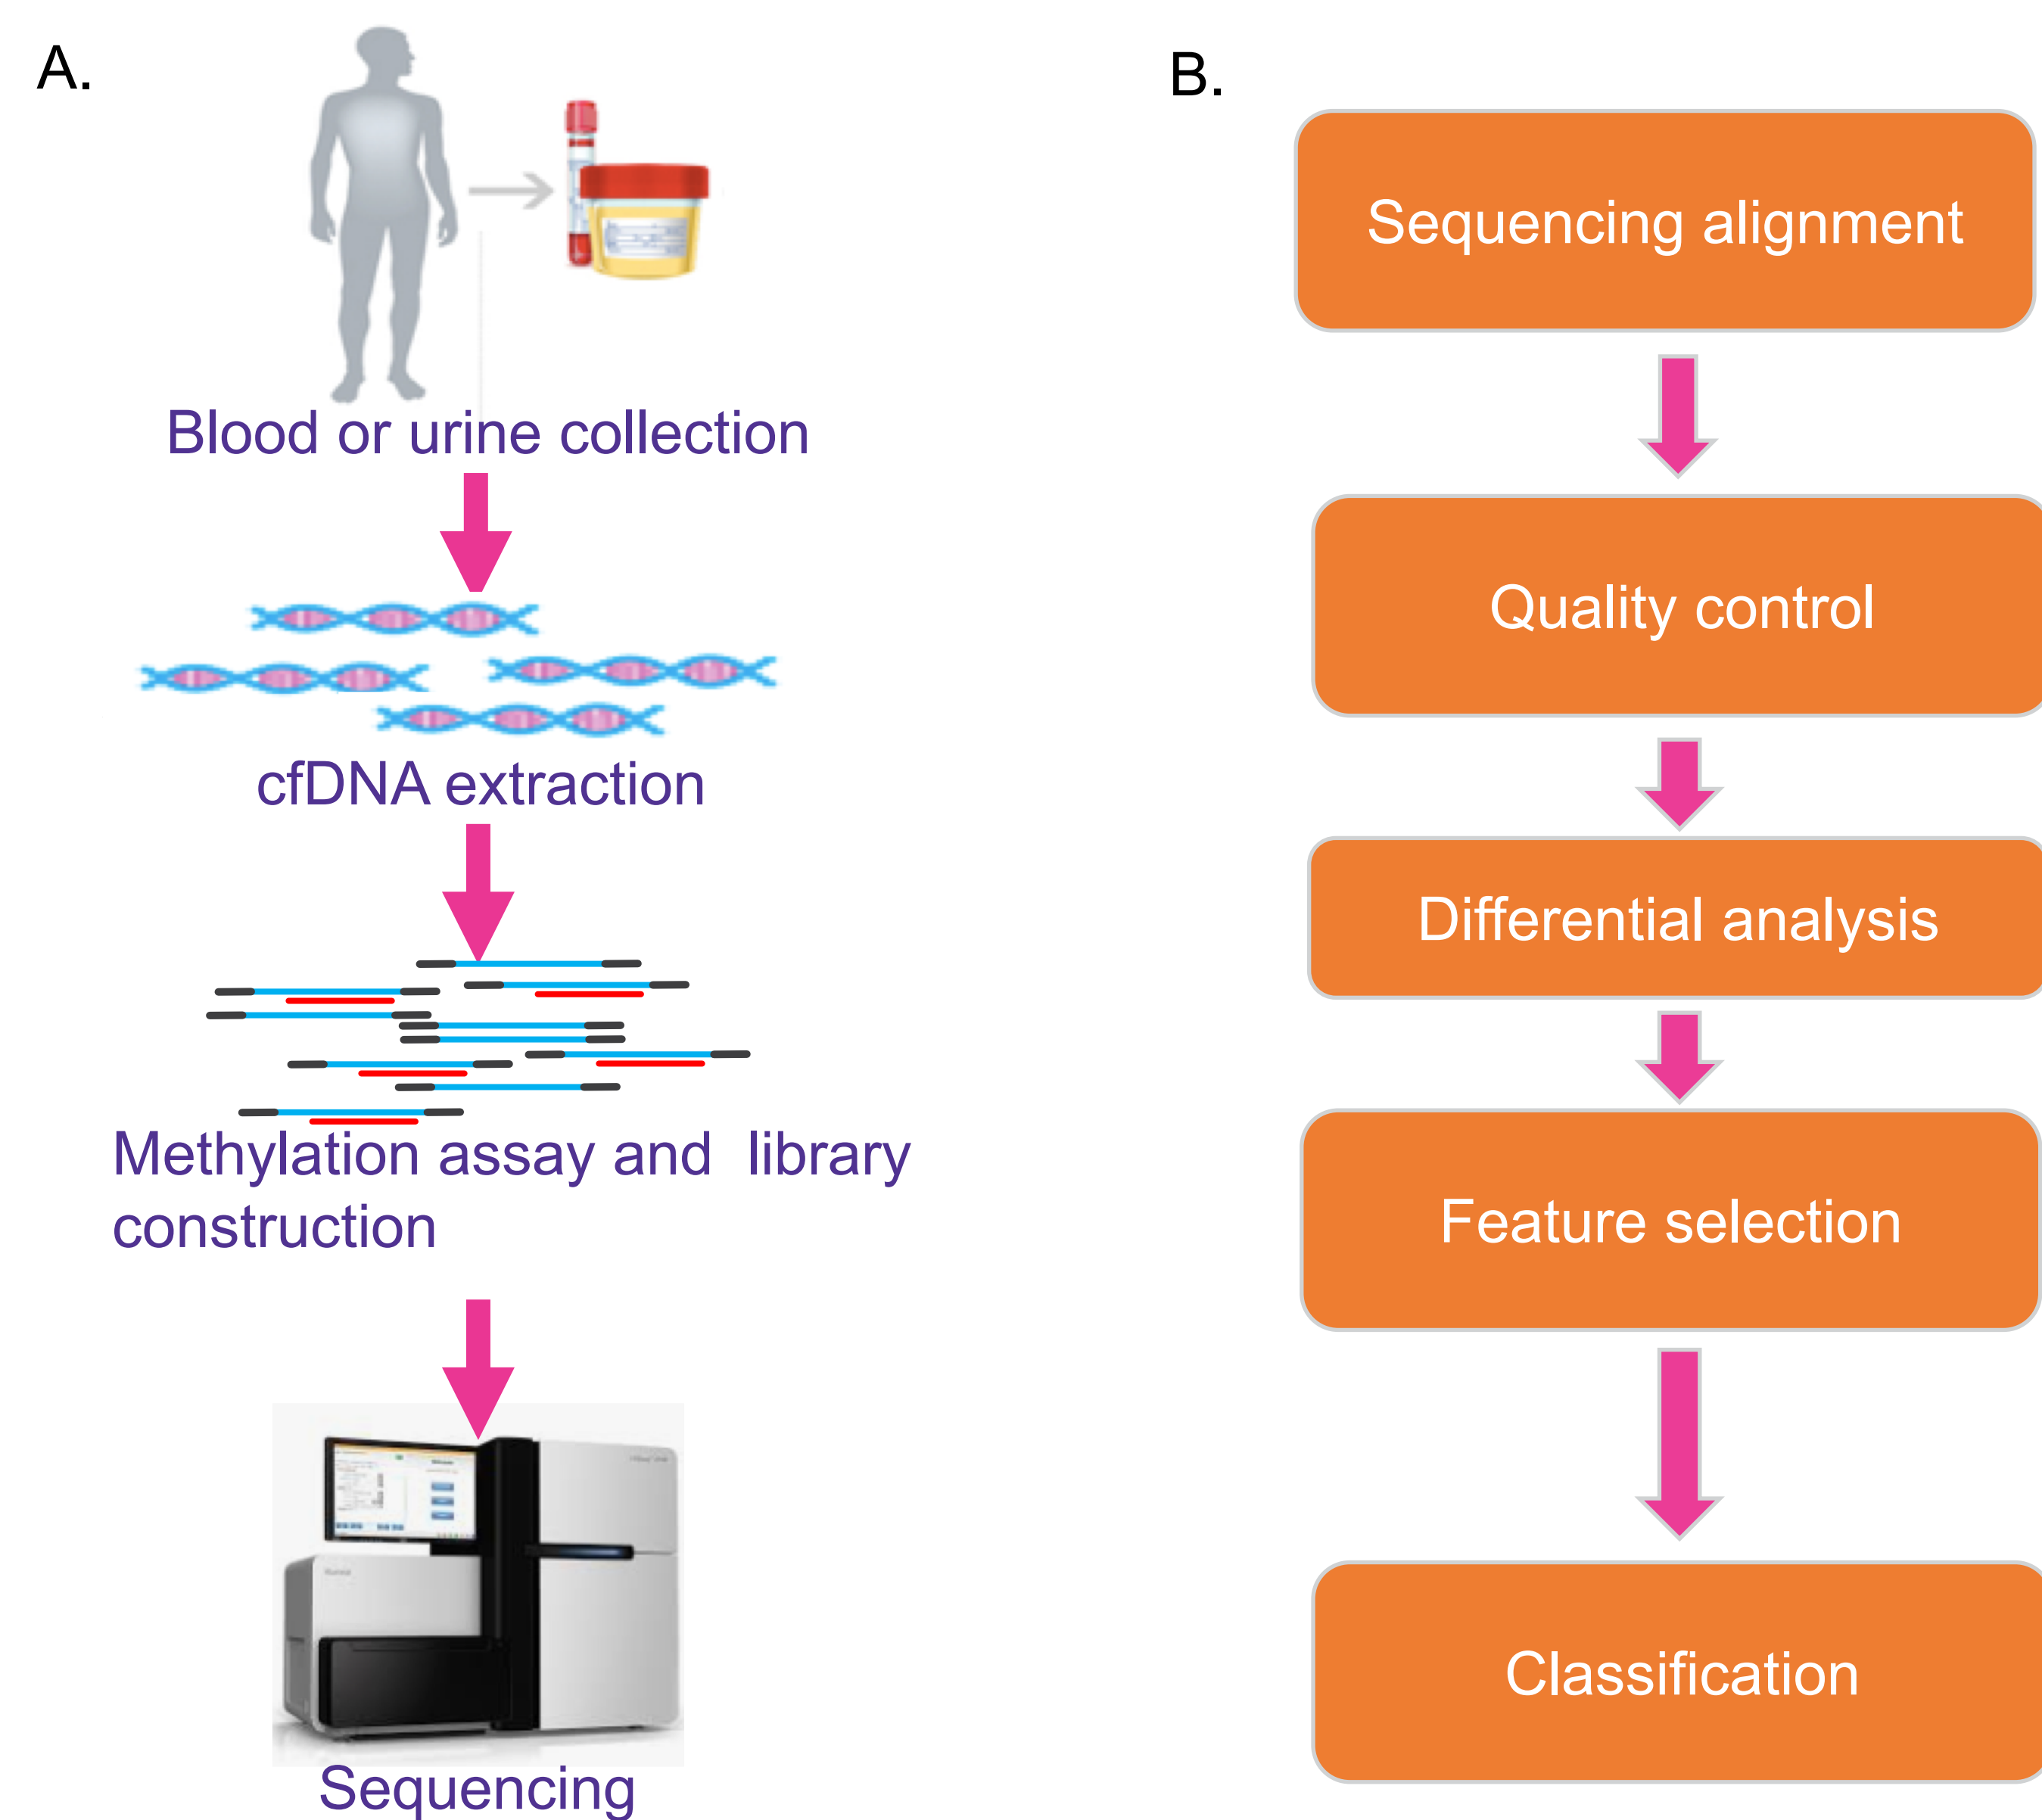 A.
Blood or urine collection
cfDNA extraction
Methylation assay and library
construction
Sequencing
B.
Sequencing alignment
Quality control
Differential analysis
Feature selection
Classification